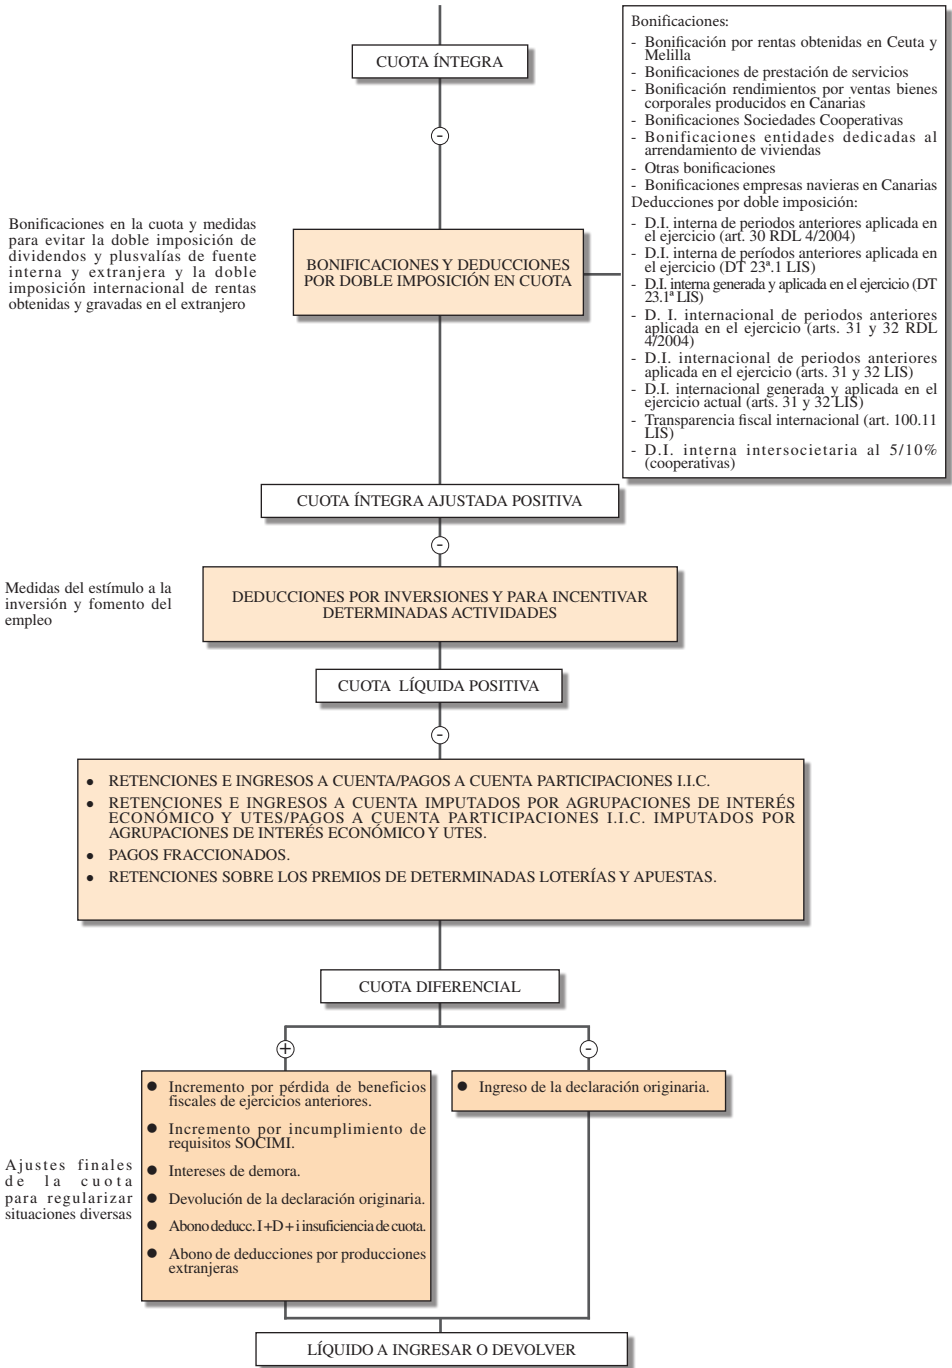 CUOTA ÍNTEGRA
-
Bonificaciones:
- Bonificación por rentas obtenidas en Ceuta y
Melilla
- Bonificaciones de prestación de servicios
- Bonificación rendimientos por ventas bienes
corporales producidos en Canarias
- Bonificaciones Sociedades Cooperativas
- Bonificaciones entidades dedicadas al
arrendamiento de viviendas
- Otras bonificaciones
- Bonificaciones empresas navieras en Canarias
Deducciones por doble imposición:
- D.I. interna de periodos anteriores aplicada en
el ejercicio (art. 30 RDL 4/2004)
- D.I. interna de períodos anteriores aplicada en
el ejercicio (DT 23ª.1 LIS)
- D.I. interna generada y aplicada en el ejercicio (DT
23.1ª LIS)
- D. I. internacional de periodos anteriores
aplicada en el ejercicio (arts. 31 y 32 RDL
4/2004)
- D.I. internacional de periodos anteriores
aplicada en el ejercicio (arts. 31 y 32 LIS)
- D.I. internacional generada y aplicada en el
ejercicio actual (arts. 31 y 32 LIS)
- Transparencia fiscal internacional (art. 100.11
LIS)
- D.I. interna intersocietaria al 5/10%
(cooperativas)
Bonificaciones en la cuota y medidas
para evitar la doble imposición de
dividendos y plusvalías de fuente
interna y extranjera y la doble
imposición internacional de rentas
obtenidas y gravadas en el extranjero
BONIFICACIONES Y DEDUCCIONES
POR DOBLE IMPOSICIÓN EN CUOTA
CUOTA ÍNTEGRA AJUSTADA POSITIVA
-
Medidas del estímulo a la
inversión y fomento del
empleo
DEDUCCIONES POR INVERSIONES Y PARA INCENTIVAR
DETERMINADAS ACTIVIDADES
CUOTA LÍQUIDA POSITIVA
-
● RETENCIONES E INGRESOS A CUENTA/PAGOS A CUENTA PARTICIPACIONES I.I.C.
● RETENCIONES E INGRESOS A CUENTA IMPUTADOS POR AGRUPACIONES DE INTERÉS
ECONÓMICO Y UTES/PAGOS A CUENTA PARTICIPACIONES I.I.C. IMPUTADOS POR
AGRUPACIONES DE INTERÉS ECONÓMICO Y UTES.
● PAGOS FRACCIONADOS.
● RETENCIONES SOBRE LOS PREMIOS DE DETERMINADAS LOTERÍAS Y APUESTAS.
CUOTA DIFERENCIAL
+
-
Ajustes finales
de la cuota
para regularizar
situaciones diversas
● Incremento por pérdida de beneficios
fiscales de ejercicios anteriores.
● Incremento por incumplimiento de
requisitos SOCIMI.
● Intereses de demora.
● Devolución de la declaración originaria.
● Abono deducc. I+D+i insuficiencia de cuota.
● Abono de deducciones por producciones
extranjeras
● Ingreso de la declaración originaria.
LÍQUIDO A INGRESAR O DEVOLVER